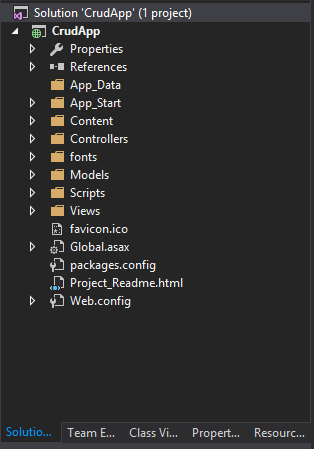 Solution 'CrudApp' (1 project)
CrudApp
Properties
References
App_Data
App_Start
Content
Controllers
fonts
Models
Scripts
Views
favicon.ico
Global.asax
packages.config
Project_Readme.html
Web.config
Solutio... Team E... Class Vi... Propert... Resourc...